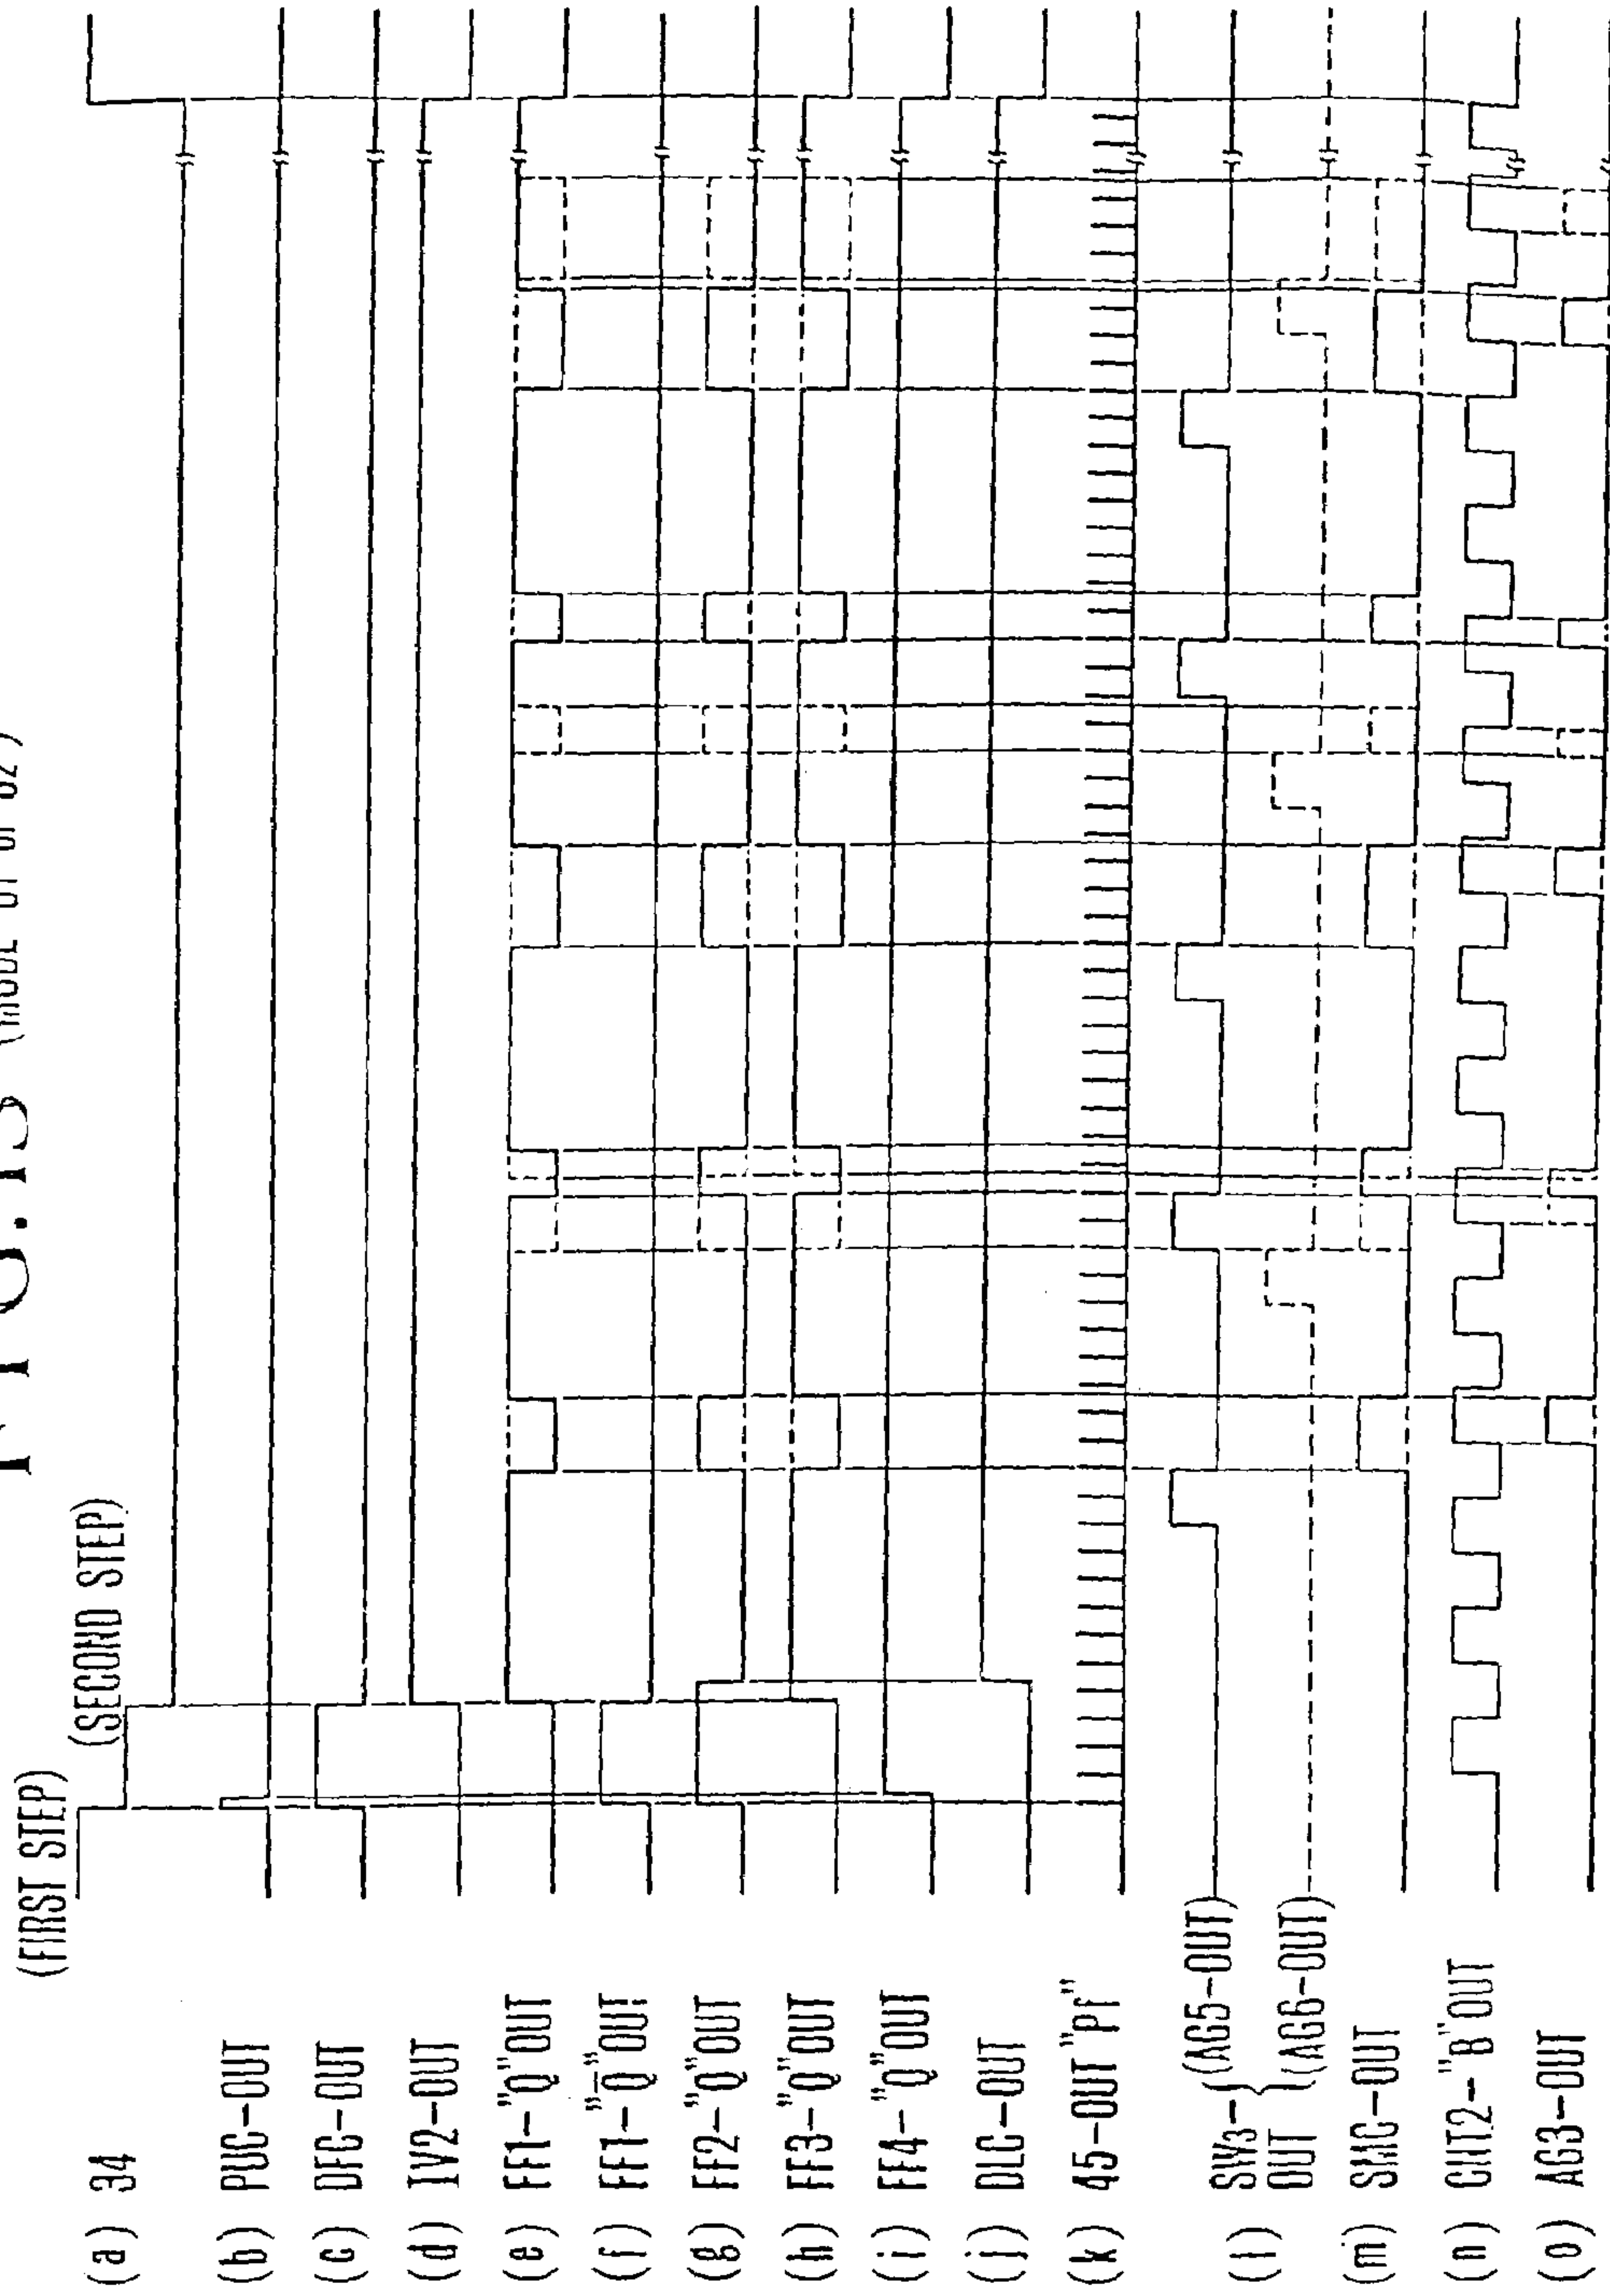 FIG.13
(FIRST STEP)
(SECOND STEP)
(a) 34
(b) PUC-OUT
(c) DFC-OUT
(d) IV2-OUT
(e) FF1-"Q"OUT
(f) FF1-"Q̅"OUT
(g) FF2-"Q"OUT
(h) FF3-"Q"OUT
(i) FF4-"Q"OUT
(j) DLC-OUT
(k) 45-OUT"Pf"
(l) SW3-OUT { (AG5-OUT)
(AG6-OUT)
(m) SMC-OUT
(n) CNT2-"B"OUT
(o) AG3-OUT